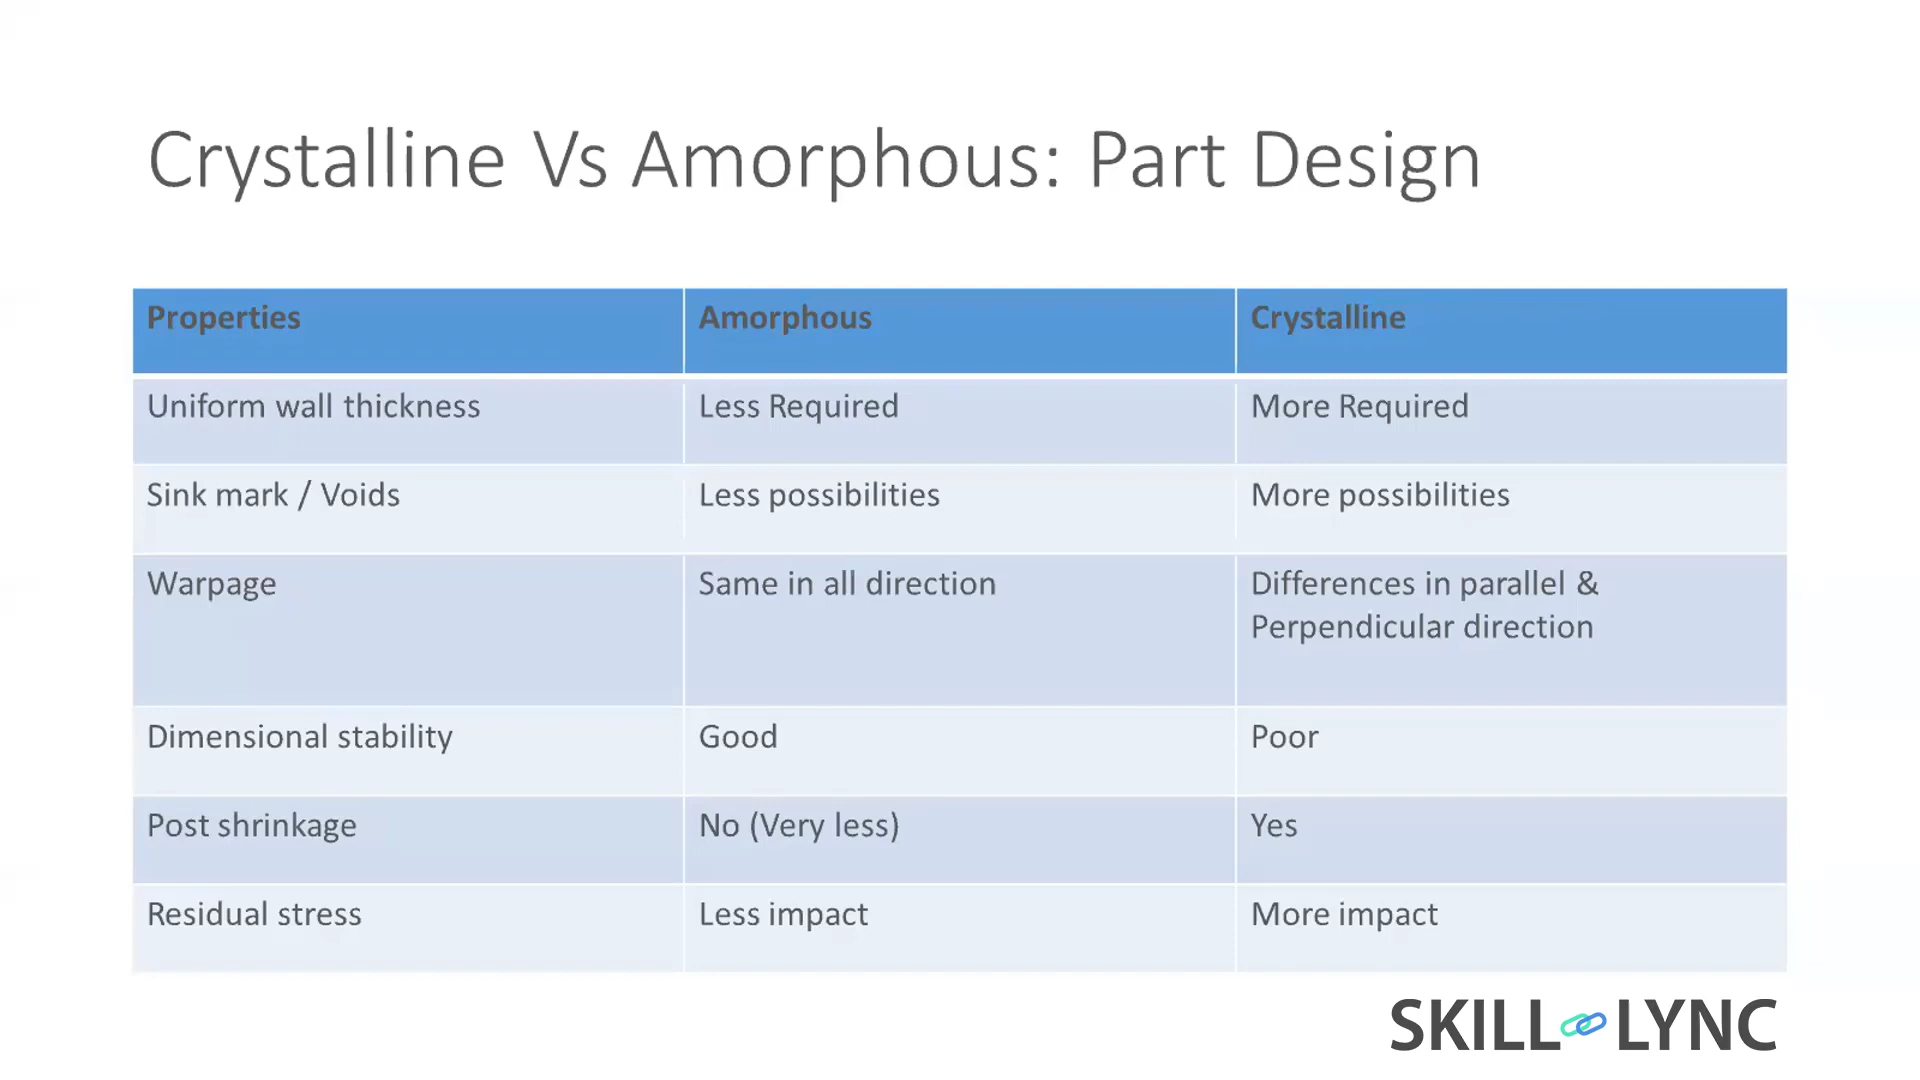 Crystalline Vs Amorphous: Part Design
Properties Amorphous Crystalline
Uniform wall thickness Less Required More Required
Sink mark / Voids Less possibilities More possibilities
Warpage Same in all direction Differences in parallel &
Perpendicular direction
Dimensional stability Good Poor
Post shrinkage No (Very less) Yes
Residual stress Less impact More impact
SKILL LYNC